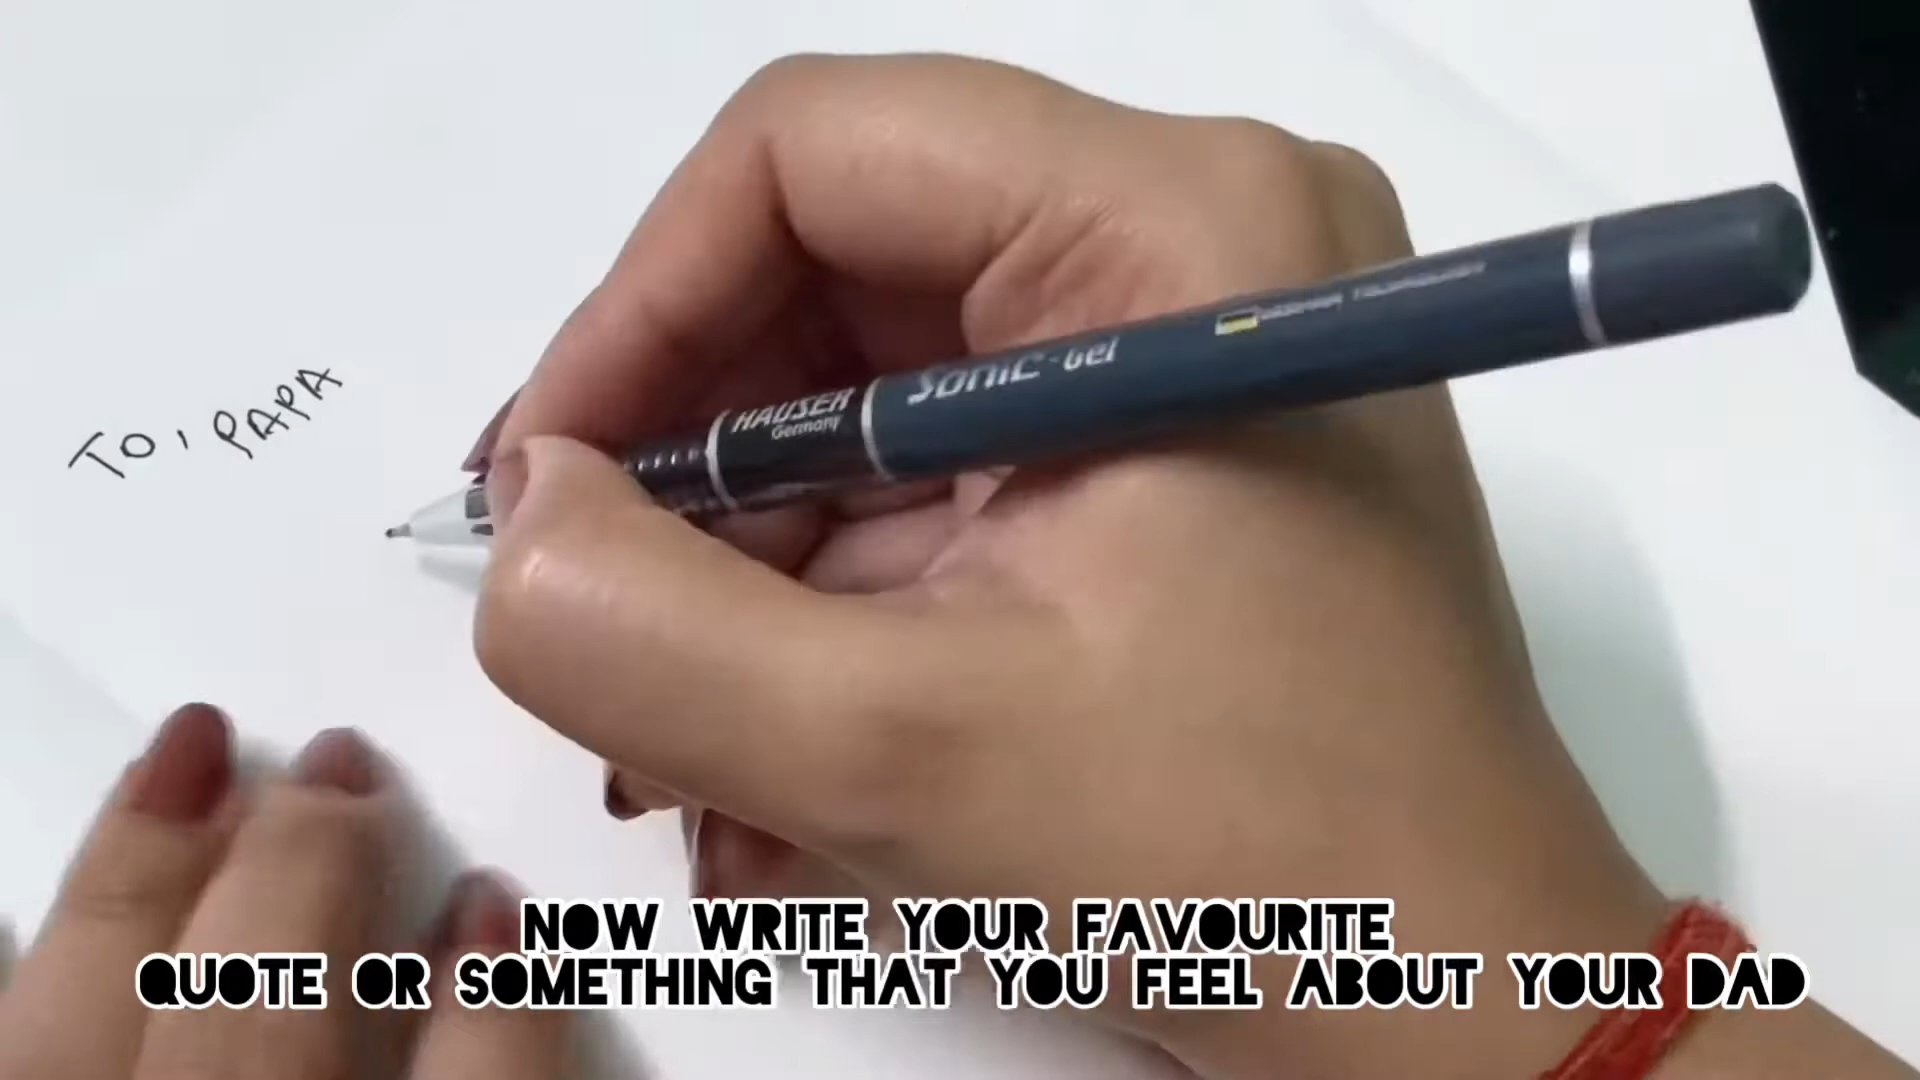 TO, PAPA
HAUSER
Germany
SoniC-Gel
NOW WRITE YOUR FAVOURITE
QUOTE OR SOMETHING THAT YOU FEEL ABOUT YOUR DAD